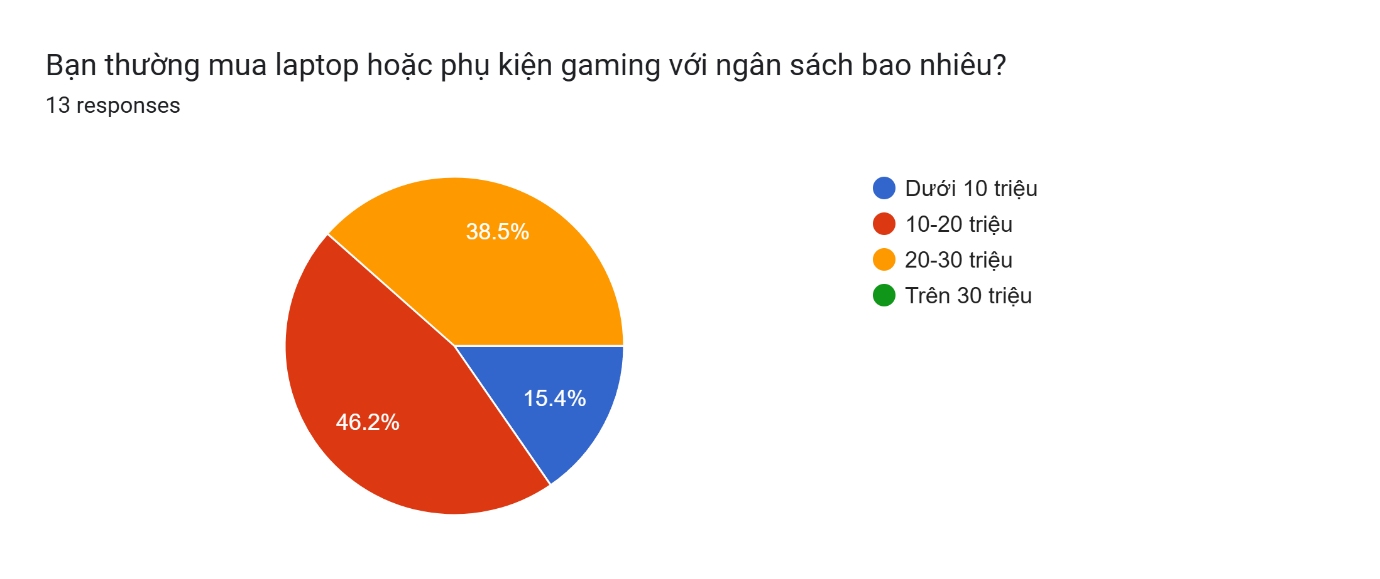 Bạn thường mua laptop hoặc phụ kiện gaming với ngân sách bao nhiêu?
13 responses
Dưới 10 triệu
10-20 triệu
20-30 triệu
Trên 30 triệu
38.5%
15.4%
46.2%